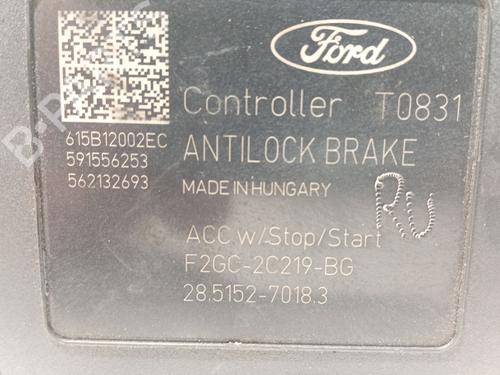 Ford
Controller T0831
615B12002EC
591556253
562132693
ANTILOCK BRAKE
MADE IN HUNGARY
RU
ACC w/Stop/Start
F2GC-2C219-BG
28.5152-7018.3